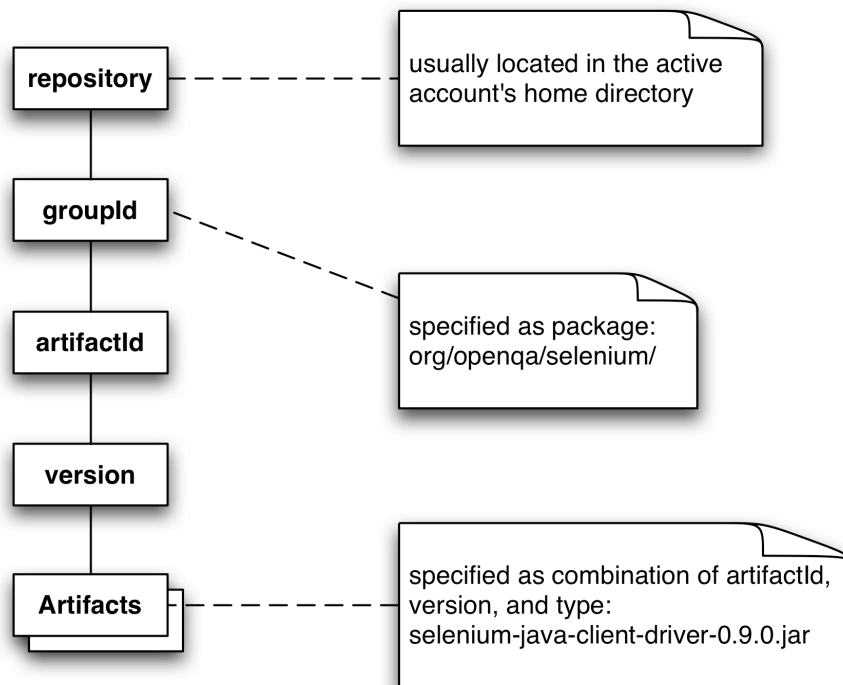 repository
usually located in the active
account's home directory
groupId
specified as package:
org/openqa/selenium/
artifactId
version
Artifacts
specified as combination of artifactId,
version, and type:
selenium-java-client-driver-0.9.0.jar